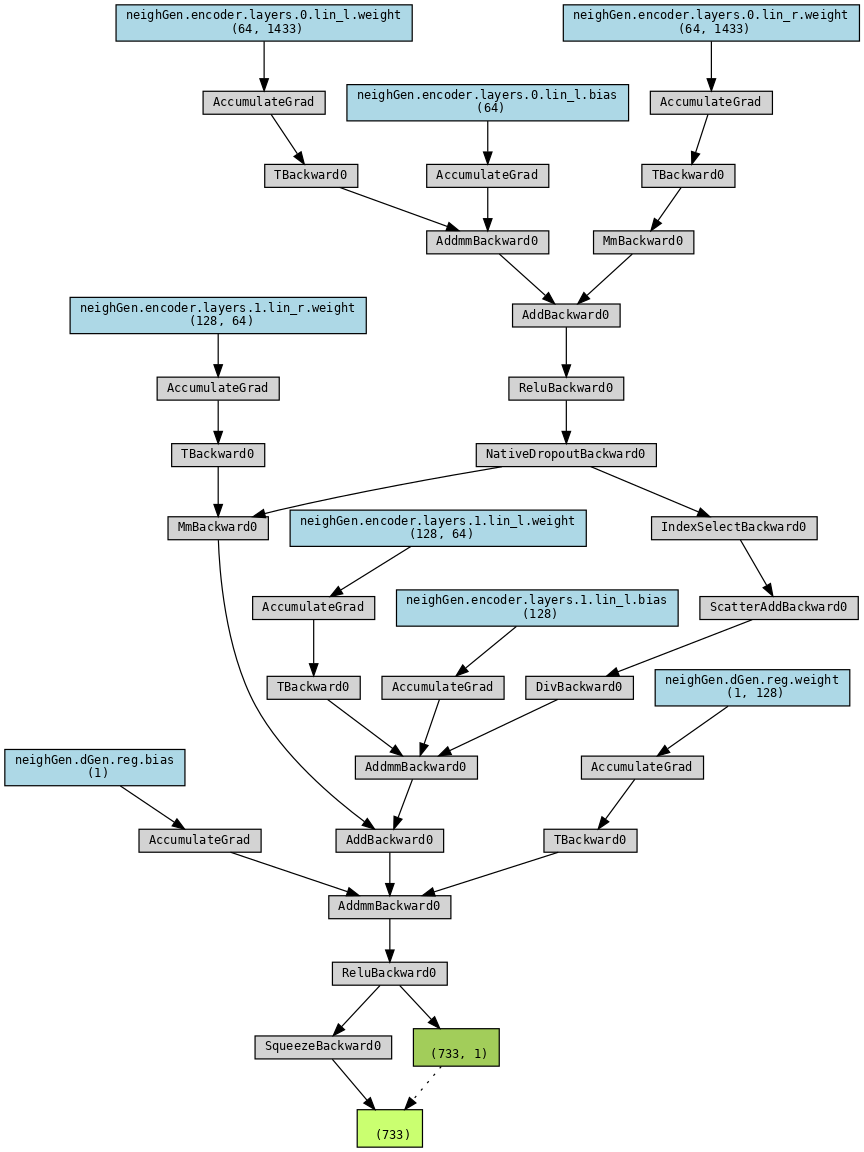 neighGen.encoder.layers.0.lin_l.weight
(64, 1433)
neighGen.encoder.layers.0.lin_r.weight
(64, 1433)
AccumulateGrad
neighGen.encoder.layers.0.lin_l.bias
(64)
AccumulateGrad
TBackward0
AccumulateGrad
TBackward0
AddmmBackward0
MmBackward0
neighGen.encoder.layers.1.lin_r.weight
(128, 64)
AddBackward0
AccumulateGrad
ReluBackward0
TBackward0
NativeDropoutBackward0
MmBackward0
neighGen.encoder.layers.1.lin_l.weight
(128, 64)
IndexSelectBackward0
AccumulateGrad
neighGen.encoder.layers.1.lin_l.bias
(128)
ScatterAddBackward0
TBackward0
AccumulateGrad
DivBackward0
neighGen.dGen.reg.weight
(1, 128)
neighGen.dGen.reg.bias
(1)
AddmmBackward0
AccumulateGrad
AccumulateGrad
AddBackward0
TBackward0
AddmmBackward0
ReluBackward0
SqueezeBackward0
(733, 1)
(733)